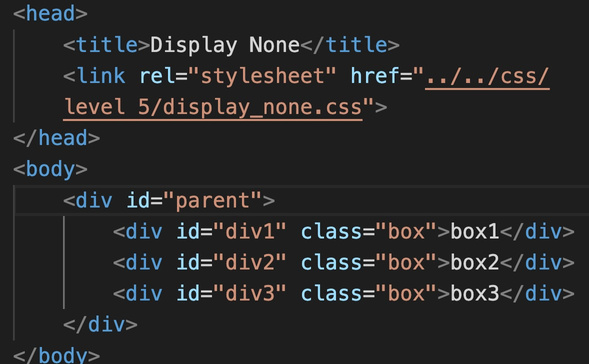 <head>
<title>Display None</title>
<link rel="stylesheet" href="../../css/
level 5/display_none.css">
</head>
<body>
<div id="parent">
<div id="div1" class="box">box1</div>
<div id="div2" class="box">box2</div>
<div id="div3" class="box">box3</div>
</div>
</body>